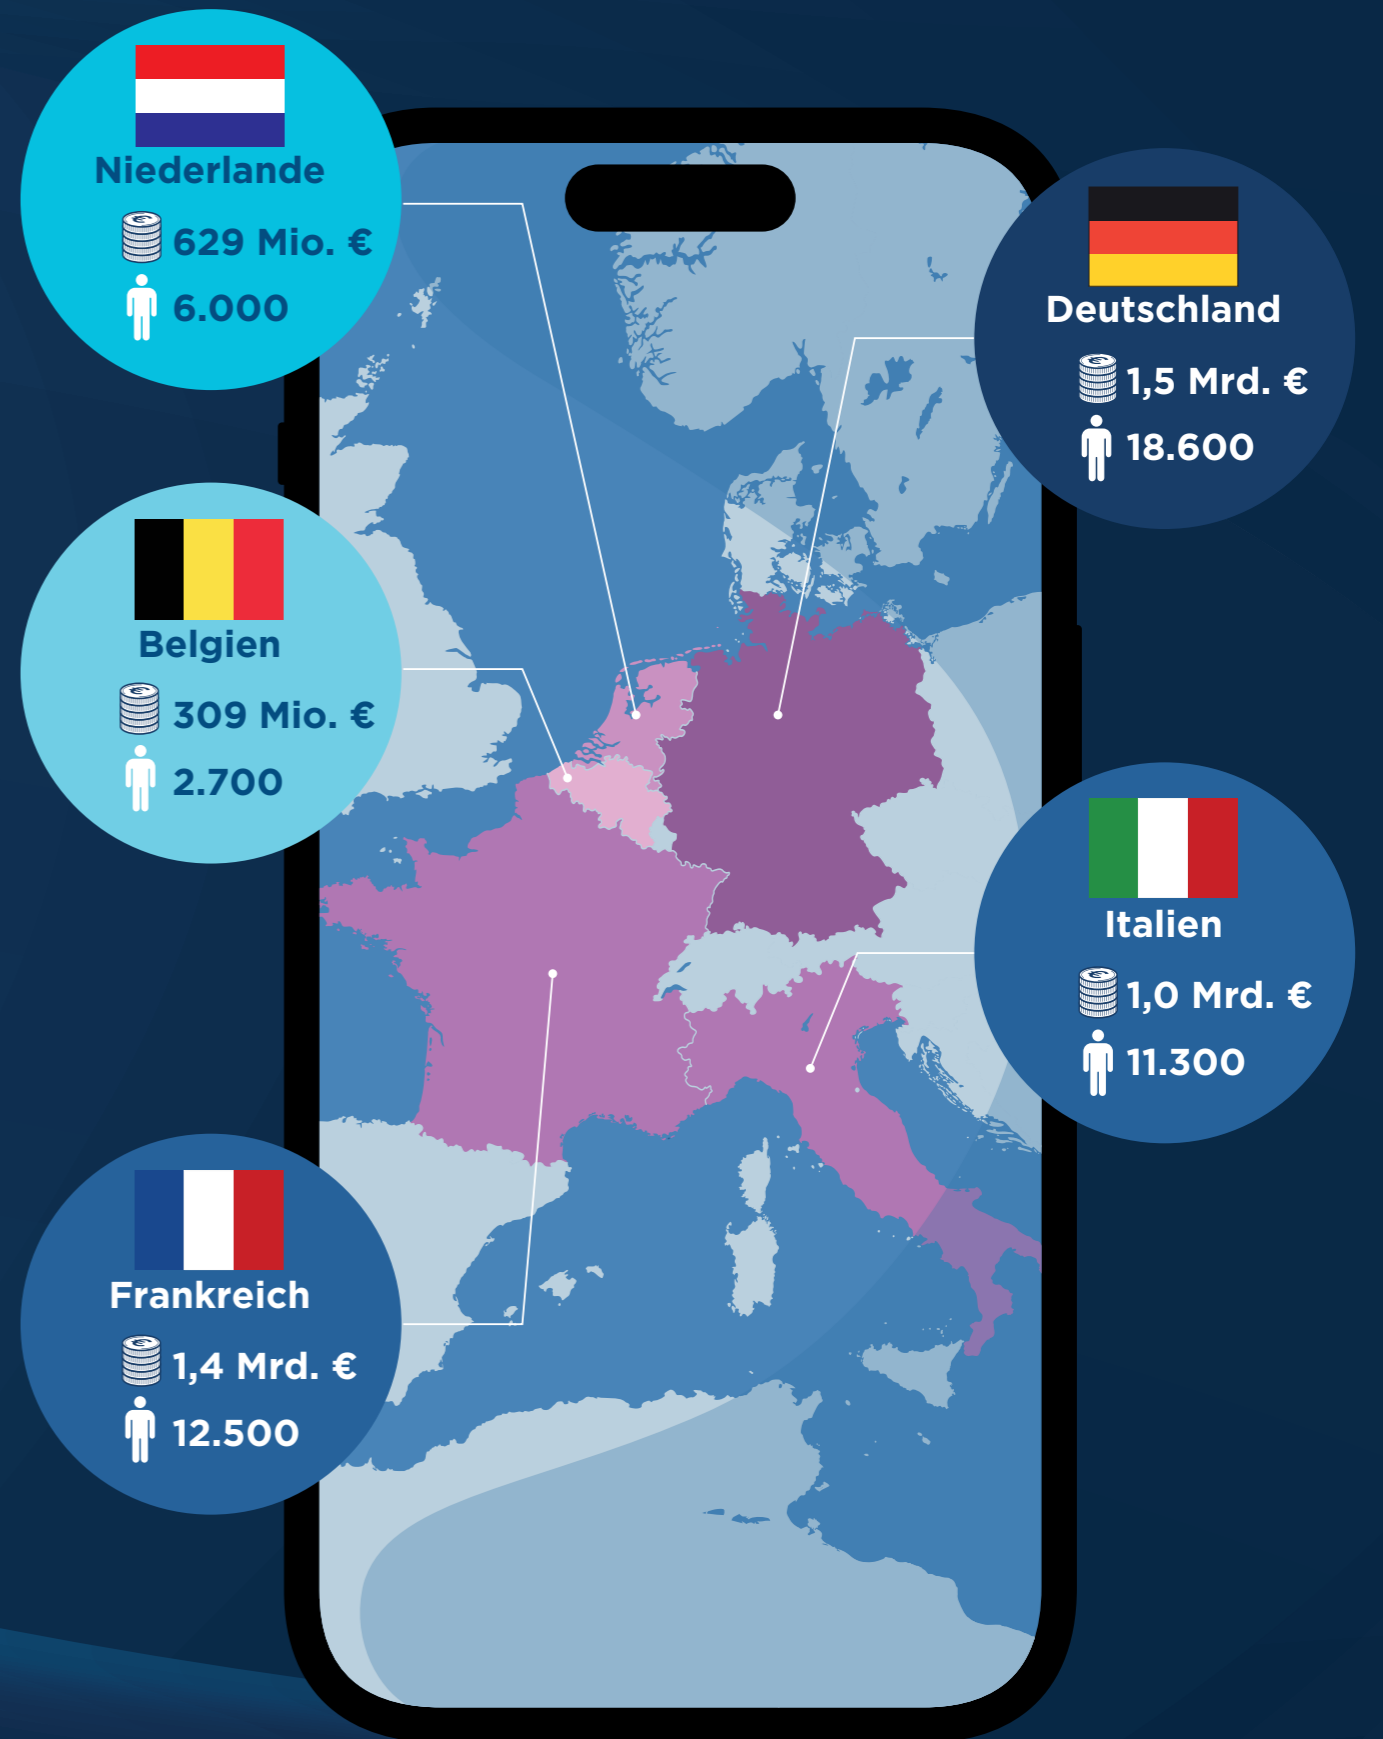 Niederlande
629 Mio. €
6.000
Deutschland
1,5 Mrd. €
18.600
Belgien
309 Mio. €
2.700
Italien
1,0 Mrd. €
11.300
Frankreich
1,4 Mrd. €
12.500